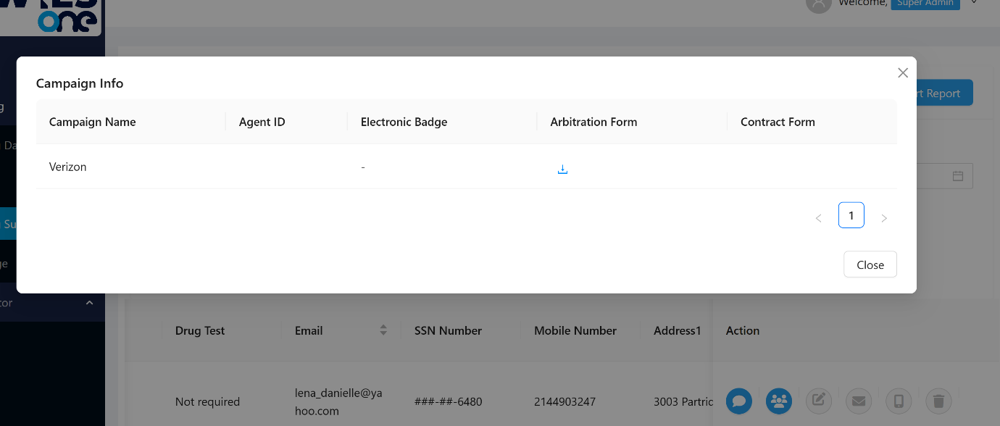 one
Welcome, Super Admin
Campaign Info
rt Report
Campaign Name Agent ID Electronic Badge Arbitration Form Contract Form
g
Da
Verizon -
1
Su
ge
Close
tor
Drug Test Email SSN Number Mobile Number Address1 Action
Not required lena_danielle@ya ###-##-6480 2144903247 3003 Partric
hoo.com